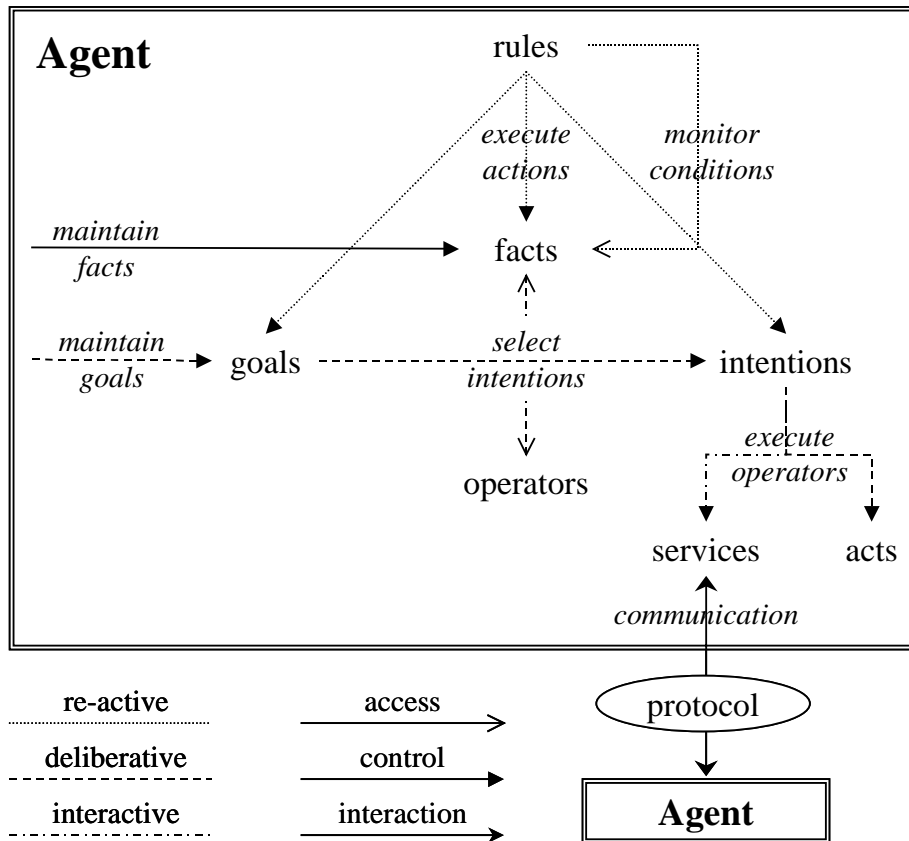 Agent
rules
execute
actions
monitor
conditions
maintain
facts
facts
maintain
goals
goals
select
intentions
intentions
execute
operators
operators
services
acts
communication
re-active
access
protocol
deliberative
control
interactive
interaction
Agent